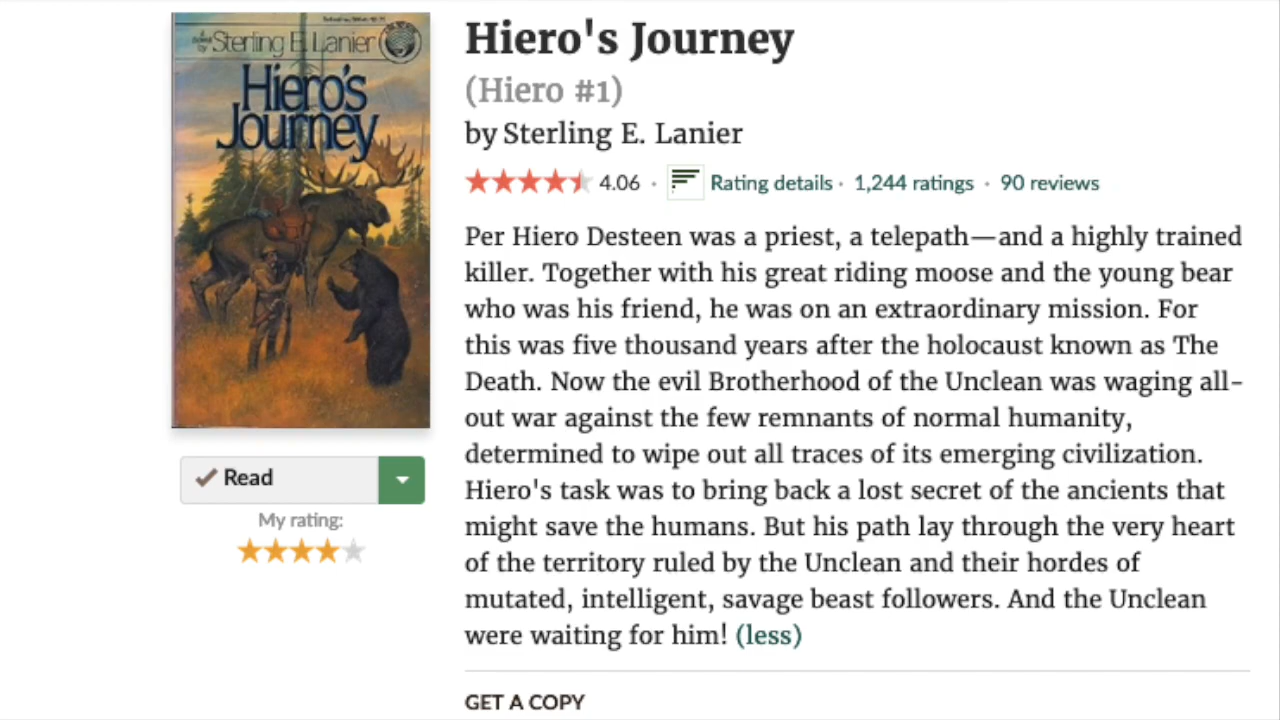 a novel by Sterling E. Lanier
Hiero's
Journey
Hiero's Journey
(Hiero #1)
by Sterling E. Lanier
4.06 · Rating details · 1,244 ratings · 90 reviews
Per Hiero Desteen was a priest, a telepath—and a highly trained
killer. Together with his great riding moose and the young bear
who was his friend, he was on an extraordinary mission. For
this was five thousand years after the holocaust known as The
Death. Now the evil Brotherhood of the Unclean was waging all-
out war against the few remnants of normal humanity,
determined to wipe out all traces of its emerging civilization.
Hiero's task was to bring back a lost secret of the ancients that
might save the humans. But his path lay through the very heart
of the territory ruled by the Unclean and their hordes of
mutated, intelligent, savage beast followers. And the Unclean
were waiting for him! (less)
Read
My rating:
GET A COPY